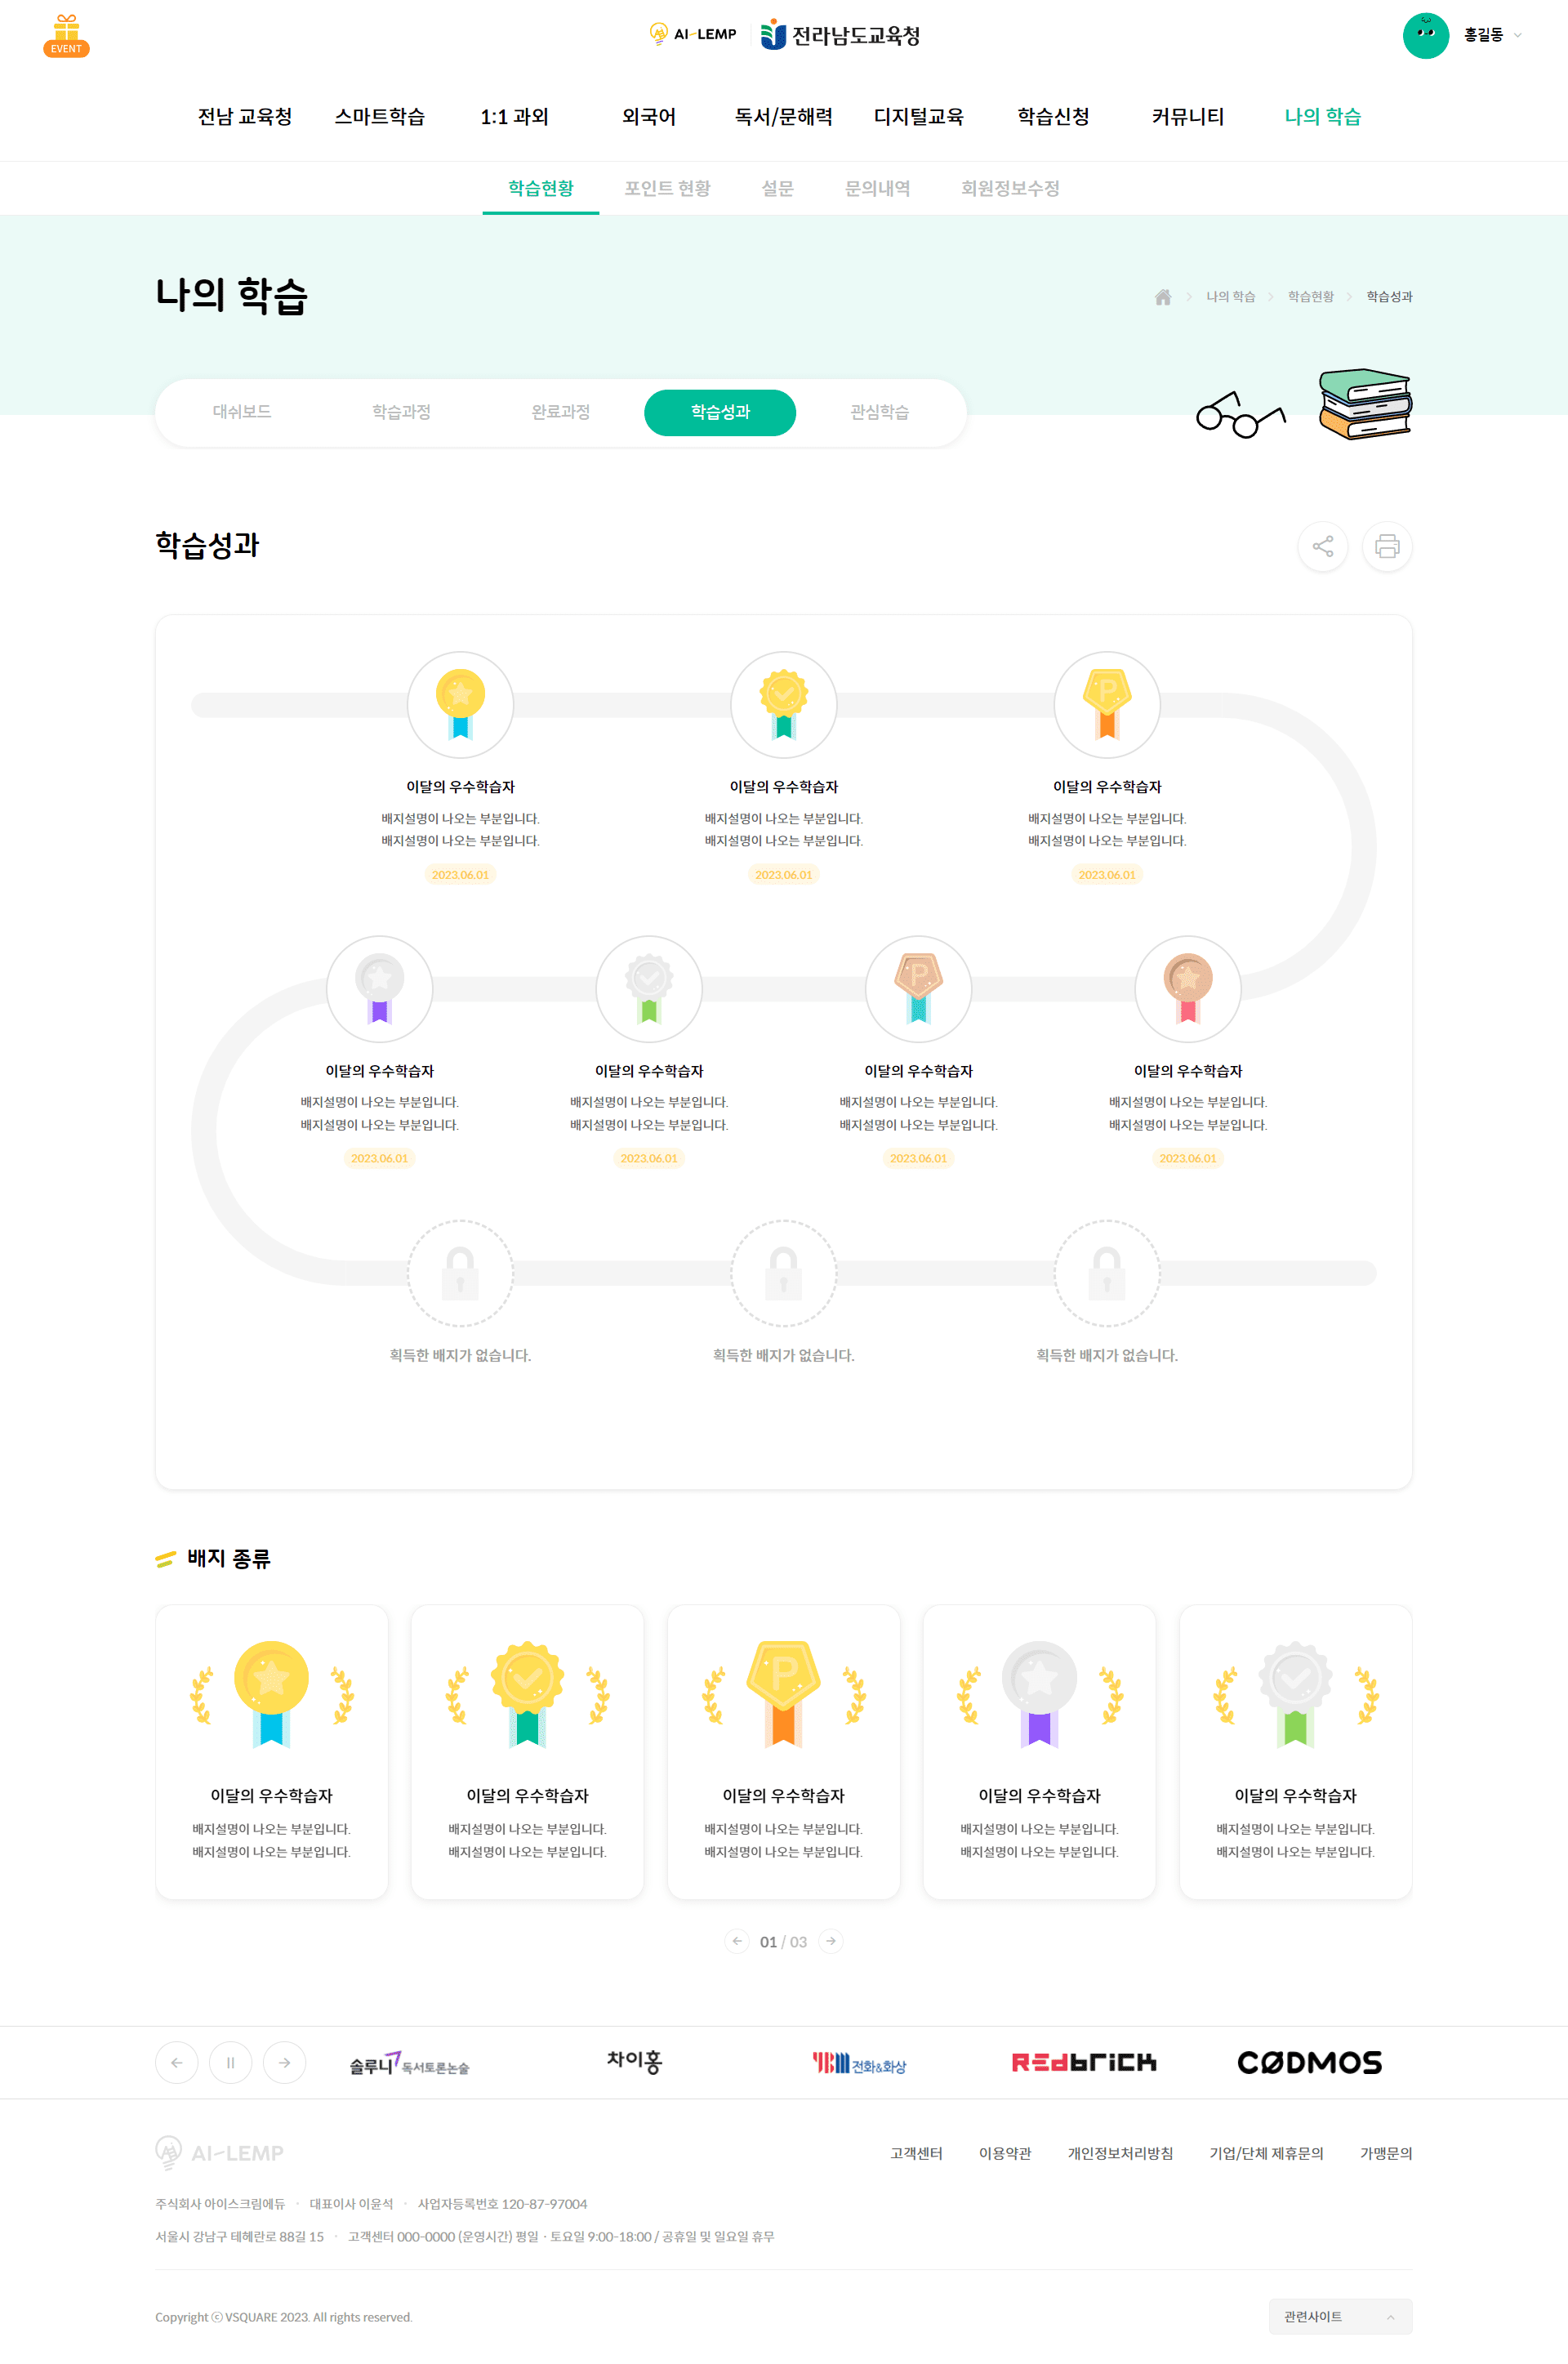 EVENT
AI-LEMP
전라남도교육청
홍길동
전남 교육청 스마트학습 1:1 과외 외국어 독서/문해력 디지털교육 학습신청 커뮤니티 나의 학습
학습현황 포인트 현황 설문 문의내역 회원정보수정
나의 학습
나의 학습 학습현황 학습성과
대쉬보드 학습과정 완료과정 학습성과 관심학습
학습성과
P
이달의 우수학습자 이달의 우수학습자 이달의 우수학습자
배지설명이 나오는 부분입니다. 배지설명이 나오는 부분입니다. 배지설명이 나오는 부분입니다.
배지설명이 나오는 부분입니다. 배지설명이 나오는 부분입니다. 배지설명이 나오는 부분입니다.
2023.06.01 2023.06.01 2023.06.01
P
이달의 우수학습자 이달의 우수학습자 이달의 우수학습자 이달의 우수학습자
배지설명이 나오는 부분입니다. 배지설명이 나오는 부분입니다. 배지설명이 나오는 부분입니다. 배지설명이 나오는 부분입니다.
배지설명이 나오는 부분입니다. 배지설명이 나오는 부분입니다. 배지설명이 나오는 부분입니다. 배지설명이 나오는 부분입니다.
2023.06.01 2023.06.01 2023.06.01 2023.06.01
획득한 배지가 없습니다. 획득한 배지가 없습니다. 획득한 배지가 없습니다.
배지 종류
P
이달의 우수학습자 이달의 우수학습자 이달의 우수학습자 이달의 우수학습자 이달의 우수학습자
배지설명이 나오는 부분입니다. 배지설명이 나오는 부분입니다. 배지설명이 나오는 부분입니다. 배지설명이 나오는 부분입니다. 배지설명이 나오는 부분입니다.
배지설명이 나오는 부분입니다. 배지설명이 나오는 부분입니다. 배지설명이 나오는 부분입니다. 배지설명이 나오는 부분입니다. 배지설명이 나오는 부분입니다.
01 / 03
솔루니 독서토론논술 차이홍 YBM 전화&화상 REdbrICK CØDMOS
AI-LEMP
고객센터 이용약관 개인정보처리방침 기업/단체 제휴문의 가맹문의
주식회사 아이스크림에듀 · 대표이사 이윤석 · 사업자등록번호 120-87-97004
서울시 강남구 테헤란로 88길 15 · 고객센터 000-0000 (운영시간) 평일 · 토요일 9:00-18:00 / 공휴일 및 일요일 휴무
Copyright ⓒ VSQUARE 2023. All rights reserved.
관련사이트